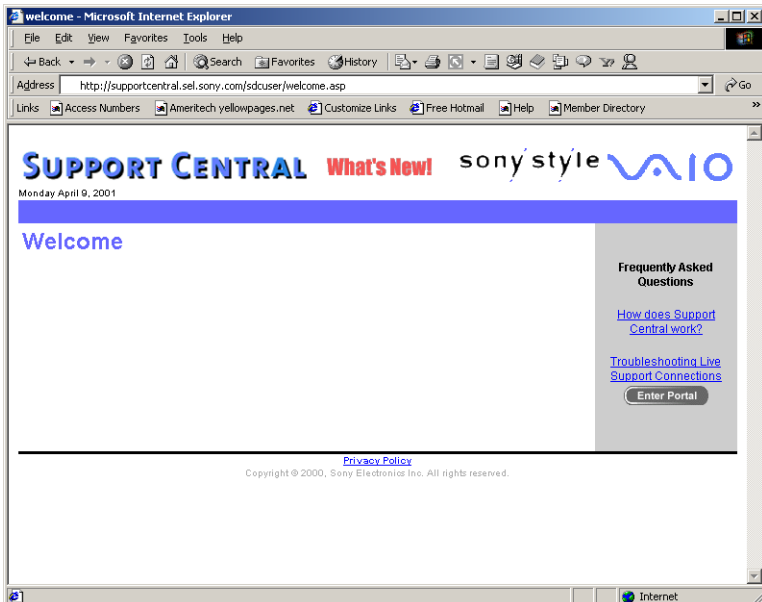 welcome - Microsoft Internet Explorer
File Edit View Favorites Tools Help
Back Search Favorites History
Address http://supportcentral.sel.sony.com/sdcuser/welcome.asp Go
Links Access Numbers Ameritech yellowpages.net Customize Links Free Hotmail Help Member Directory »
SUPPORT CENTRAL What's New! sony style VAIO
Monday April 9, 2001
Welcome
Frequently Asked
Questions
How does Support
Central work?
Troubleshooting Live
Support Connections
Enter Portal
Privacy Policy
Copyright © 2000, Sony Electronics Inc. All rights reserved.
Internet